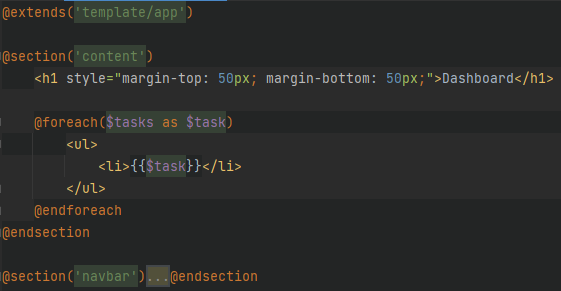 @extends('template/app')
@section('content')
<h1 style="margin-top: 50px; margin-bottom: 50px;">Dashboard</h1>
@foreach($tasks as $task)
<ul>
<li>{{$task}}</li>
</ul>
@endforeach
@endsection
@section('navbar')...@endsection